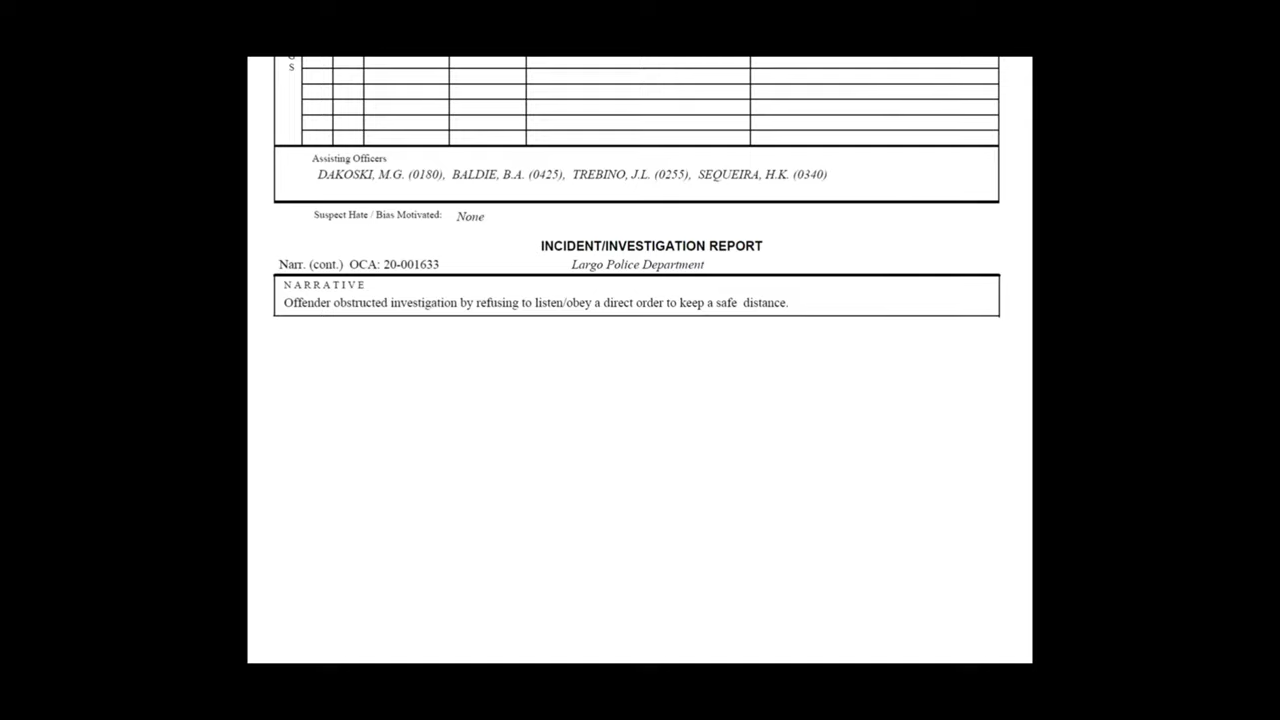 S
Assisting Officers
DAKOSKI, M.G. (0180), BALDIE, B.A. (0425), TREBINO, J.L. (0255), SEQUEIRA, H.K. (0340)
Suspect Hate / Bias Motivated: None
INCIDENT/INVESTIGATION REPORT
Narr. (cont.) OCA: 20-001633 Largo Police Department
NARRATIVE
Offender obstructed investigation by refusing to listen/obey a direct order to keep a safe distance.